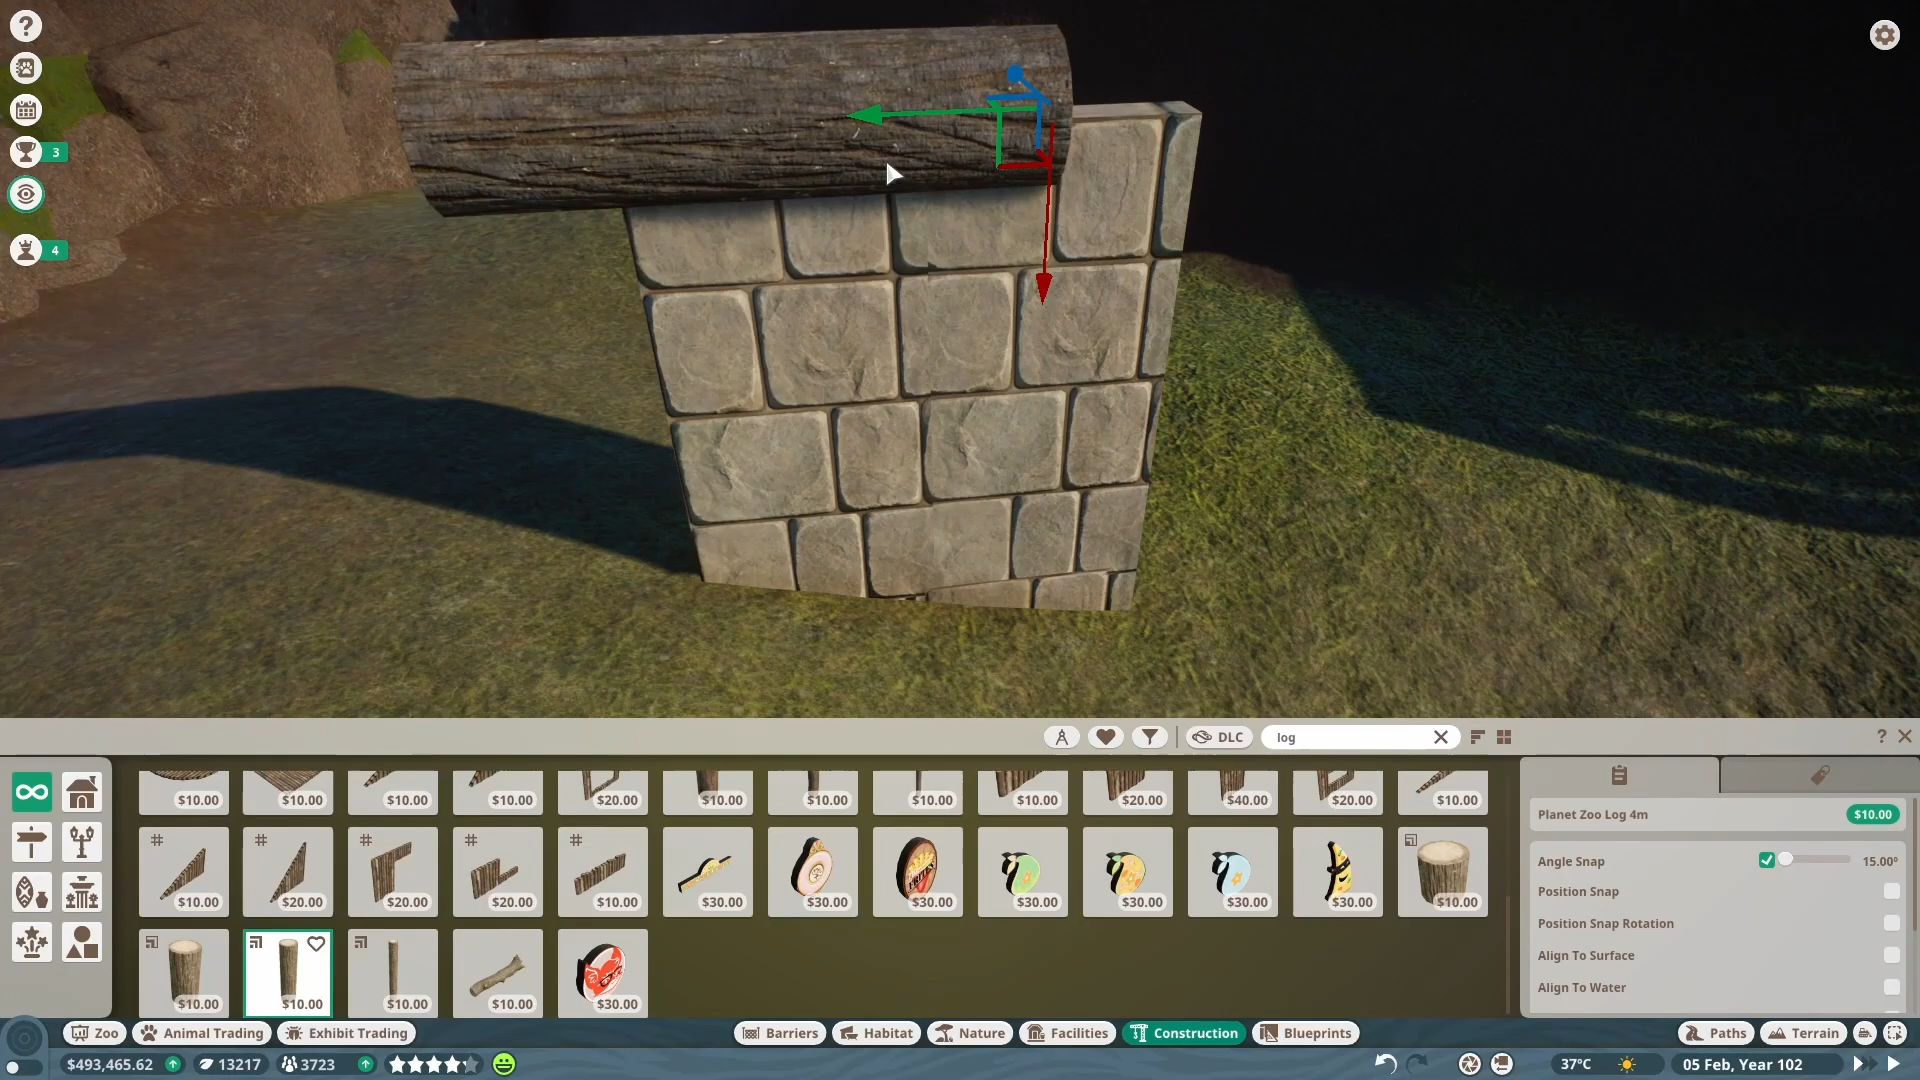 ?
3
4
DLC
log
?
$10.00 $10.00 $10.00 $10.00 $20.00 $10.00 $10.00 $10.00 $10.00 $20.00 $40.00 $20.00 $10.00
$10.00 $20.00 $20.00 $20.00 $10.00 $30.00 $30.00 $30.00 $30.00 $30.00 $30.00 $30.00 $10.00
$10.00 $10.00 $10.00 $10.00 $30.00
Planet Zoo Log 4m $10.00
Angle Snap 15.00°
Position Snap
Position Snap Rotation
Align To Surface
Align To Water
Zoo Animal Trading Exhibit Trading Barriers Habitat Nature Facilities Construction Blueprints Paths Terrain
$493,465.62 13217 3723 37°C 05 Feb, Year 102